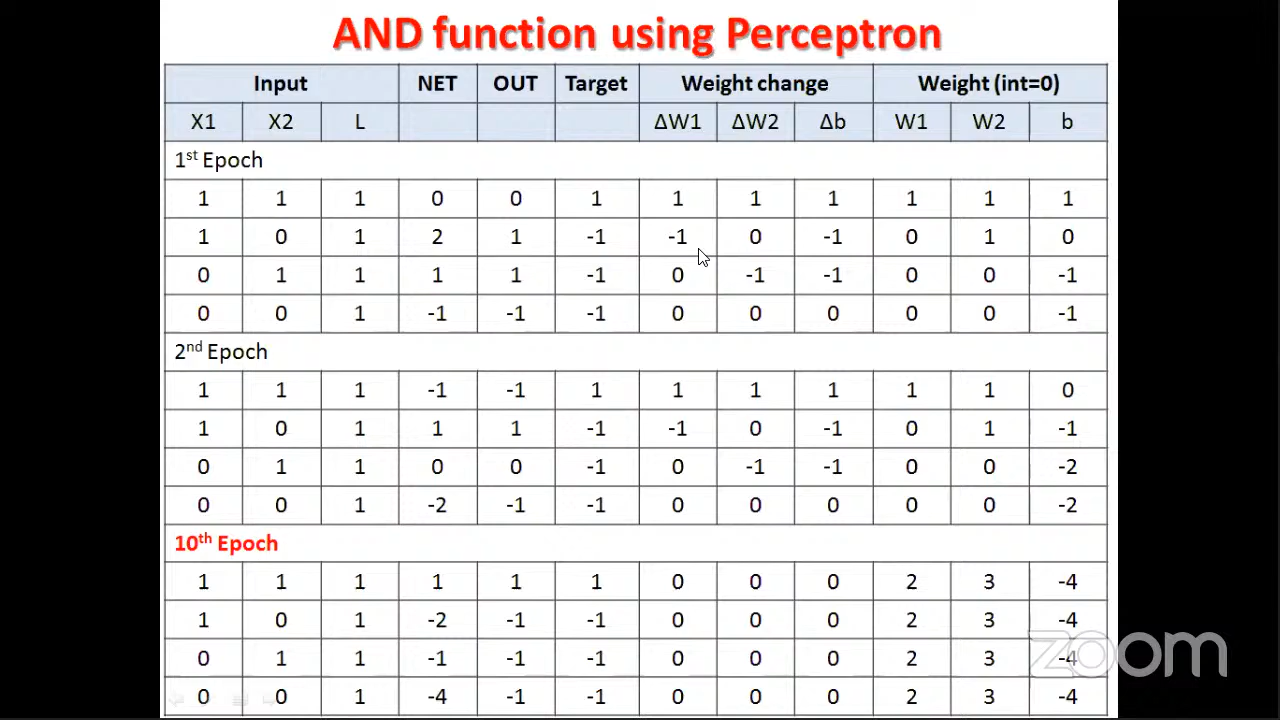 AND function using Perceptron
Input NET OUT Target Weight change Weight (int=0)
X1 X2 L ΔW1 ΔW2 Δb W1 W2 b
1st Epoch
1 1 1 0 0 1 1 1 1 1 1 1
1 0 1 2 1 -1 -1 0 -1 0 1 0
0 1 1 1 1 -1 0 -1 -1 0 0 -1
0 0 1 -1 -1 -1 0 0 0 0 0 -1
2nd Epoch
1 1 1 -1 -1 1 1 1 1 1 1 0
1 0 1 1 1 -1 -1 0 -1 0 1 -1
0 1 1 0 0 -1 0 -1 -1 0 0 -2
0 0 1 -2 -1 -1 0 0 0 0 0 -2
10th Epoch
1 1 1 1 1 1 0 0 0 2 3 -4
1 0 1 -2 -1 -1 0 0 0 2 3 -4
0 1 1 -1 -1 -1 0 0 0 2 3 -4
0 0 1 -4 -1 -1 0 0 0 2 3 -4
zoom